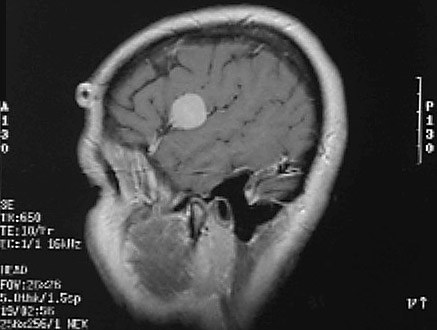 A
1
3
0
P
1
3
0
SE
TR:650
TE:10/Fr
EC:1/1 16kHz
HEAD
FOV:26x26
5.0thk/1.5sp
19/02:56
256x256/1 NEX